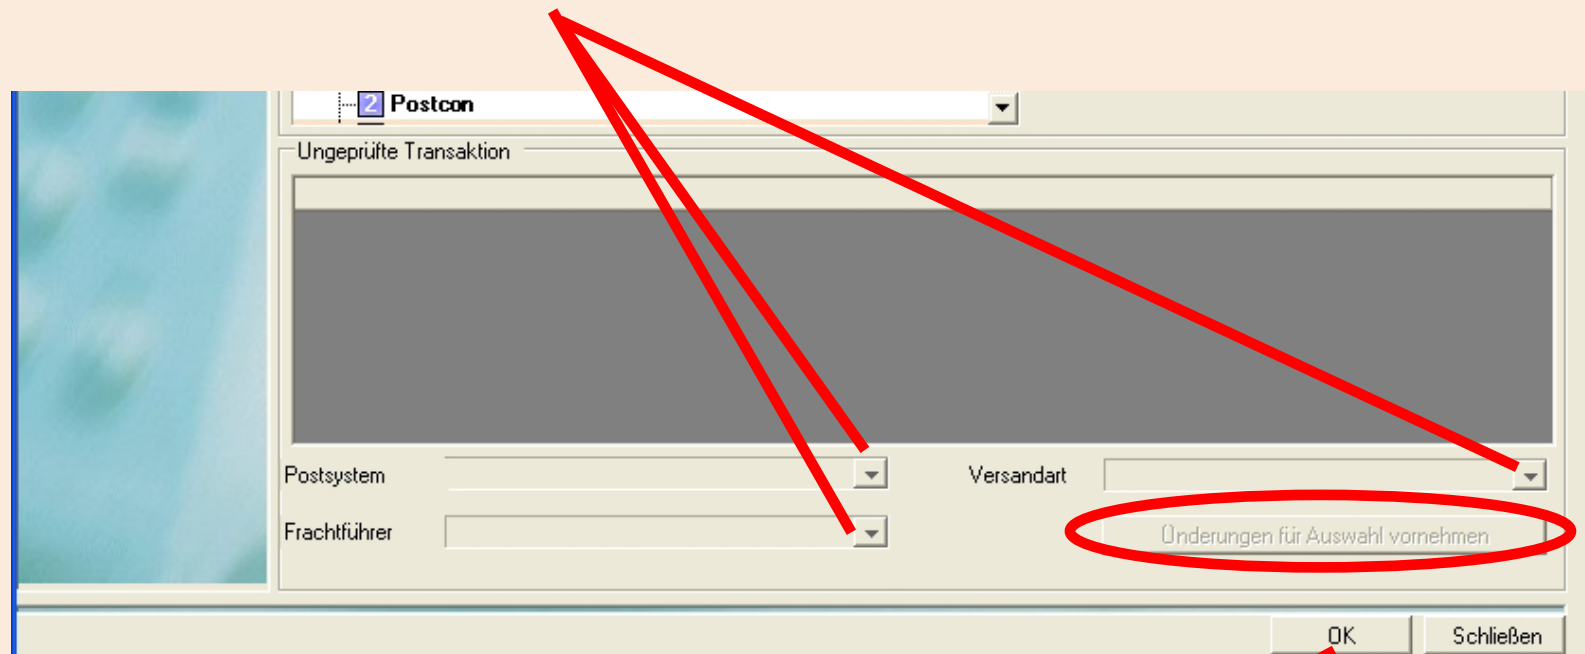 2 Postcon
Ungeprüfte Transaktion
Postsystem
Versandart
Frachtführer
Ünderungen für Auswahl vornehmen
OK
Schließen